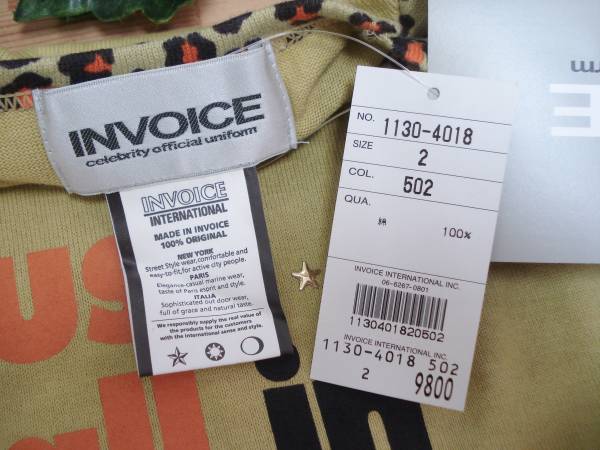 INVOICE
celebrity official uniform
INVOICE
INTERNATIONAL
MADE IN INVOICE
100% ORIGINAL
NEW YORK
Street Style wear,comfortable and
easy-to-fit,for active city people.
PARIS
Elegance-casual marine wear,
taste of Paris esprit and style.
ITALIA
Sophisticated out door wear,
full of grace and natural taste.
We responsibly supply the real value of
the products for the customers
with the international sense and style.
NO. 1130-4018
SIZE 2
COL. 502
QUA.
綿 100%
INVOICE INTERNATIONAL INC.
06-6267-0801
1130401820502
INVOICE INTERNATIONAL INC.
1130-4018 502
2 9800
us
all in
E
rm